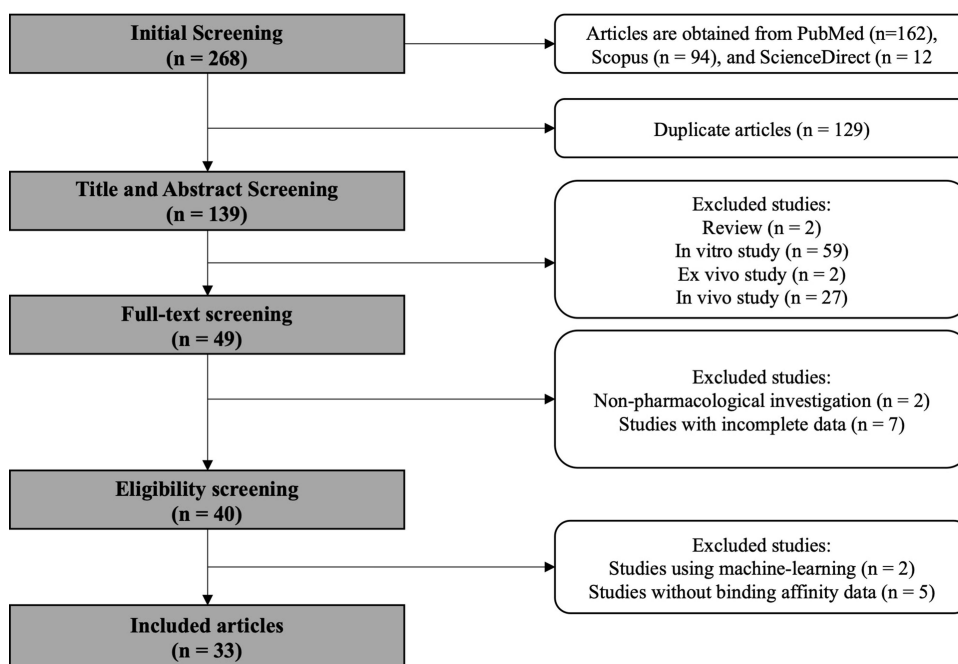 Initial Screening
(n = 268)
Articles are obtained from PubMed (n=162),
Scopus (n = 94), and ScienceDirect (n = 12
Duplicate articles (n = 129)
Title and Abstract Screening
(n = 139)
Excluded studies:
Review (n = 2)
In vitro study (n = 59)
Ex vivo study (n = 2)
In vivo study (n = 27)
Full-text screening
(n = 49)
Excluded studies:
Non-pharmacological investigation (n = 2)
Studies with incomplete data (n = 7)
Eligibility screening
(n = 40)
Excluded studies:
Studies using machine-learning (n = 2)
Studies without binding affinity data (n = 5)
Included articles
(n = 33)